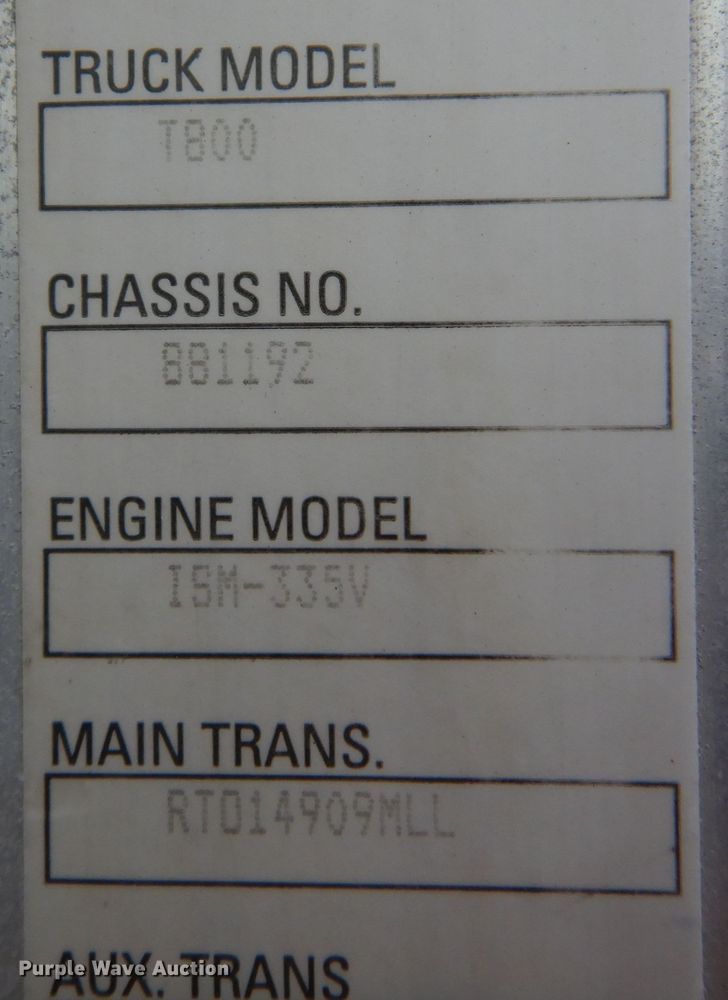 TRUCK MODEL
T800
CHASSIS NO.
881192
ENGINE MODEL
ISM-335V
MAIN TRANS.
RTO14909MLL
AUX. TRANS
Purple Wave Auction